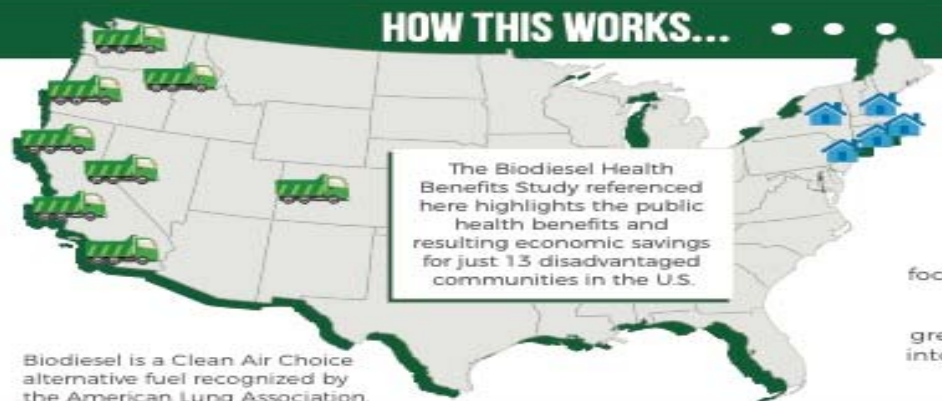 HOW THIS WORKS...
The Biodiesel Health
Benefits Study referenced
here highlights the public
health benefits and
resulting economic savings
for just 13 disadvantaged
communities in the U.S.
Biodiesel is a Clean Air Choice
alternative fuel recognized by
the American Lung Association.